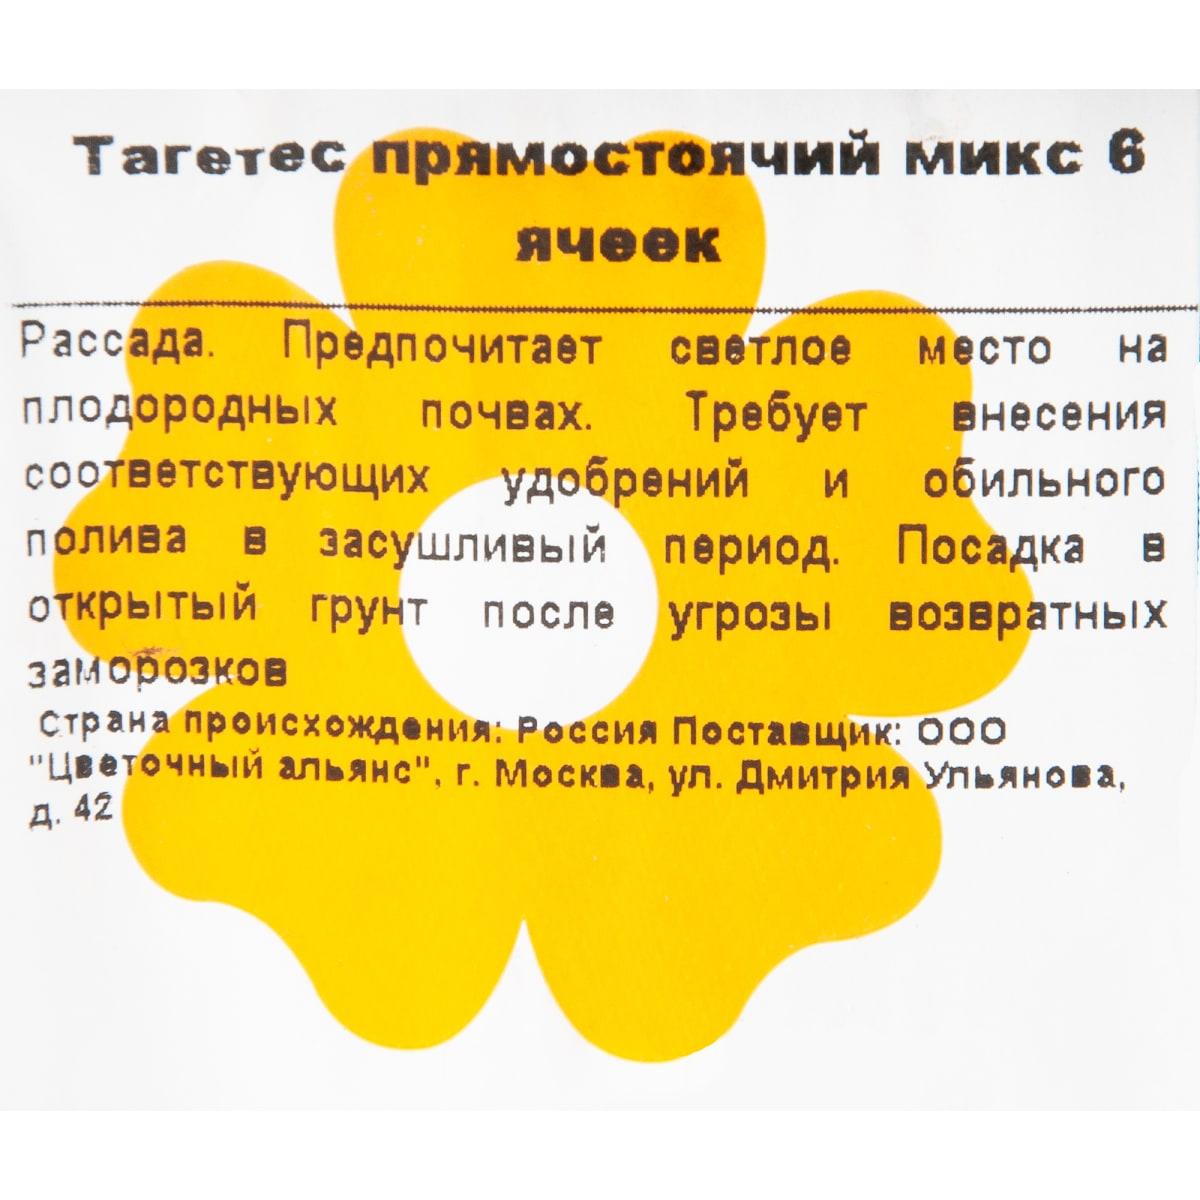 Тагетес прямостоячий микс 6
ячеек
Рассада. Предпочитает светлое место на
плодородных почвах. Требует внесения
соответствующих удобрений и обильного
полива в засушливый период. Посадка в
открытый грунт после угрозы возвратных
заморозков
Страна происхождения: Россия Поставщик: ООО
"Цветочный альянс", г. Москва, ул. Дмитрия Ульянова,
д. 42